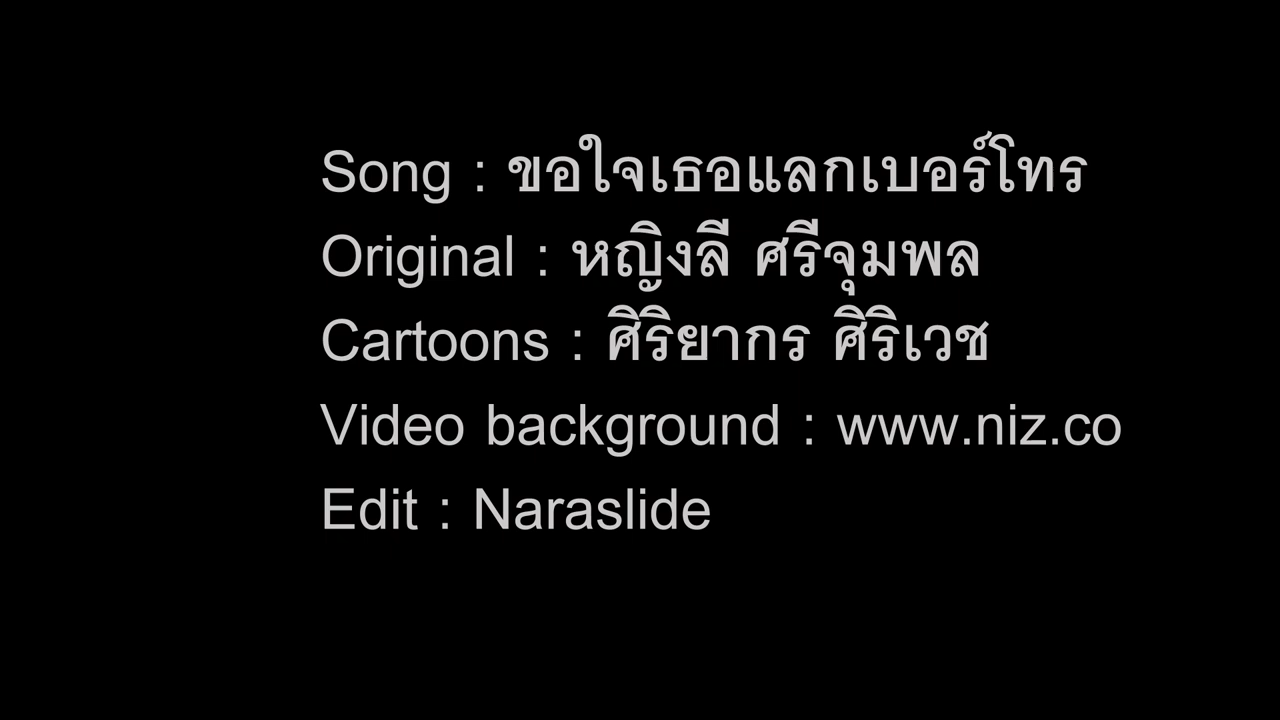 Song : ขอใจเธอแลกเบอร์โทร
Original : หญิงลี ศรีจุมพล
Cartoons : ศิริยากร ศิริเวช
Video background : www.niz.co
Edit : Naraslide